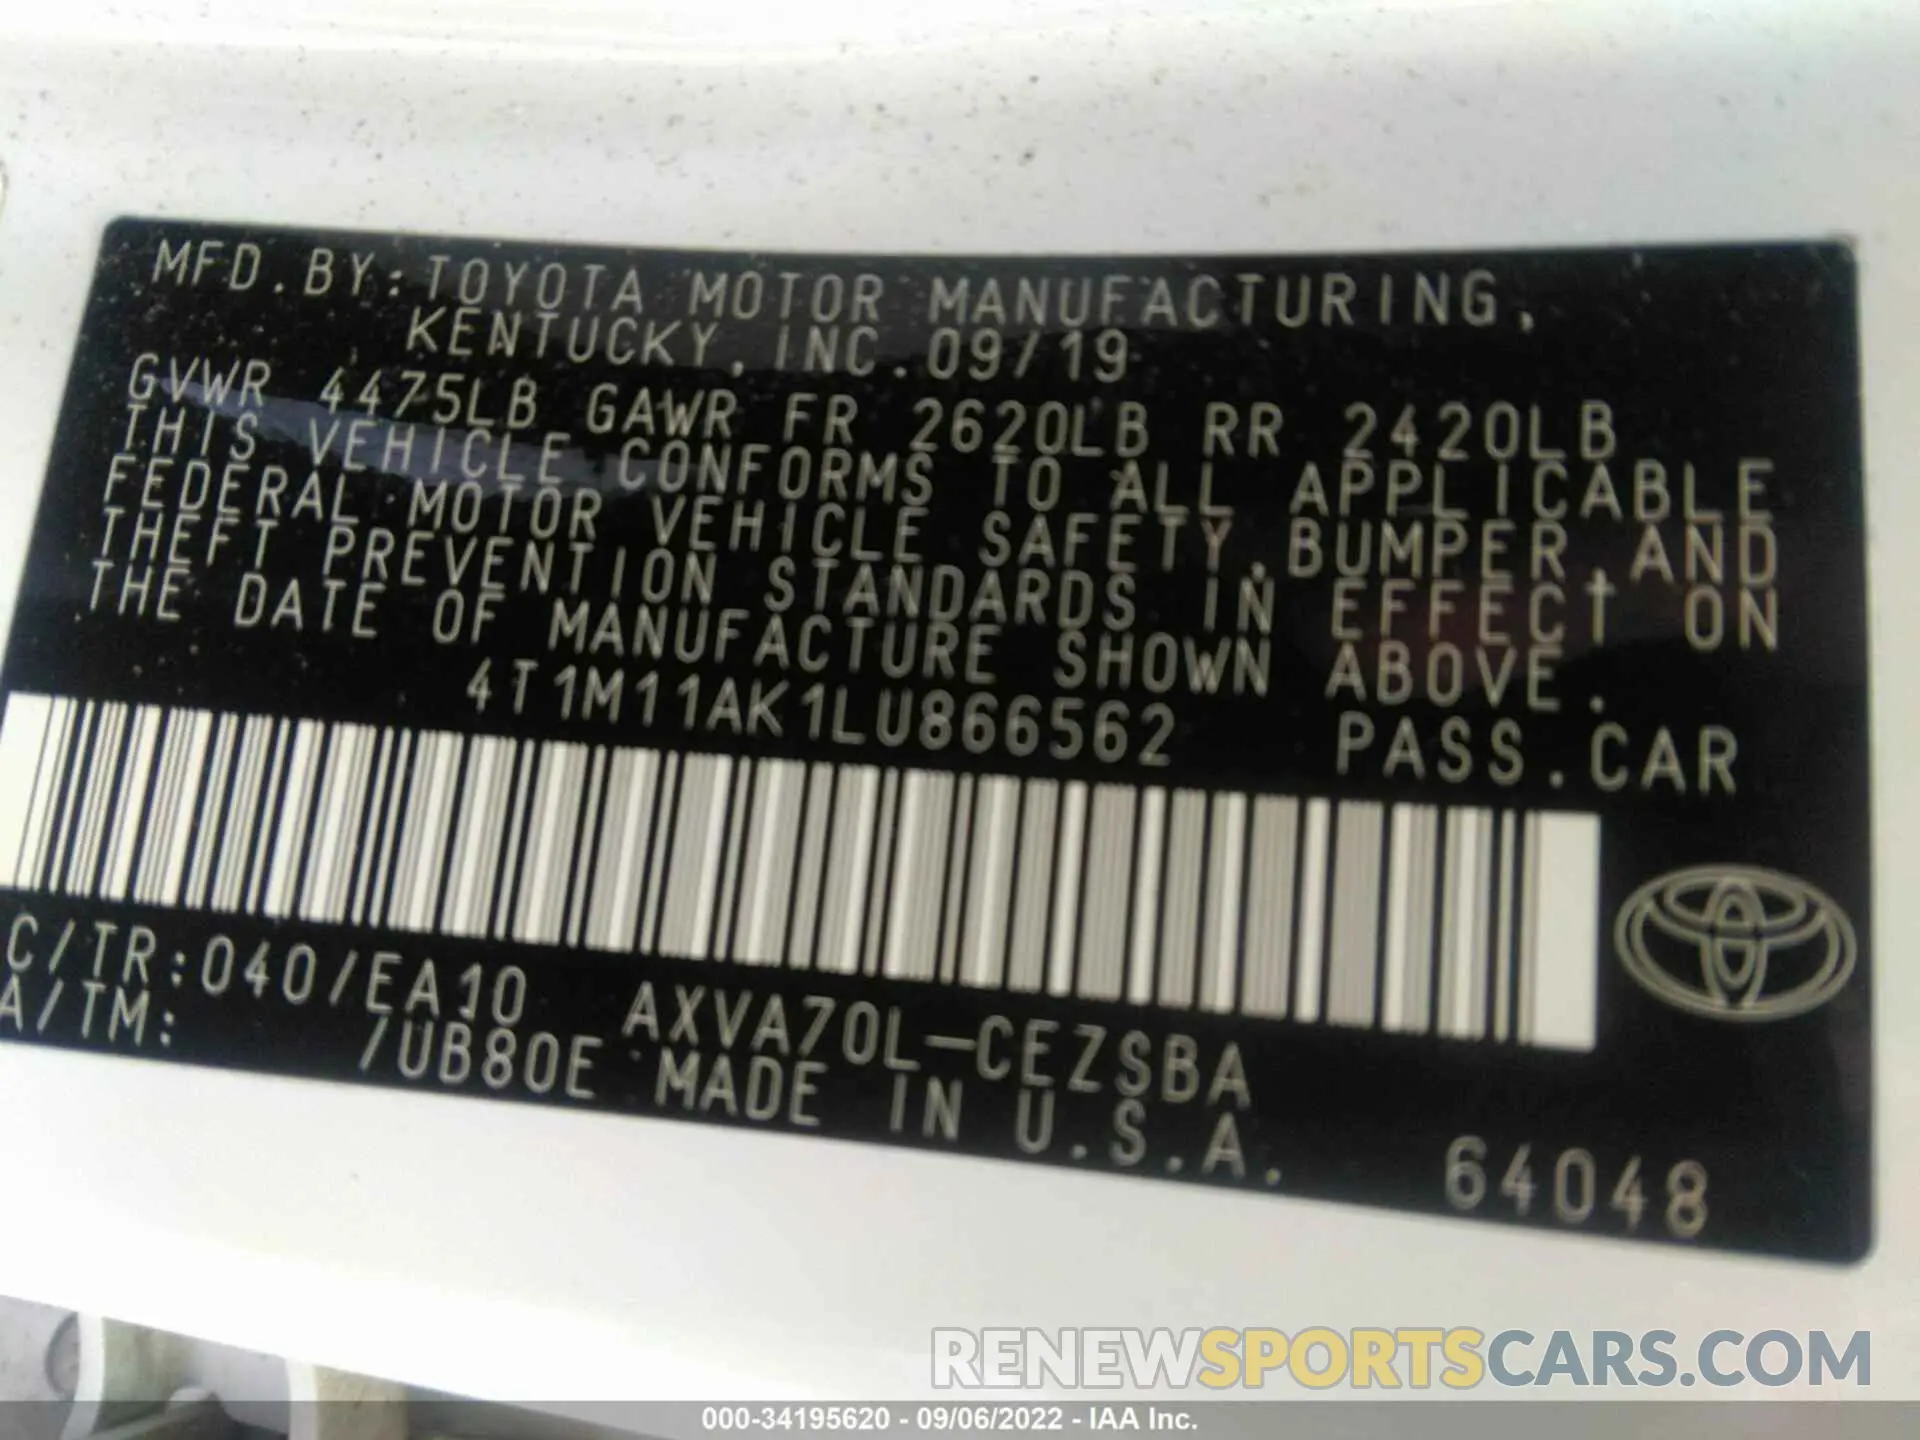 MFD. BY: TOYOTA MOTOR MANUFACTURING,
KENTUCKY, INC. 09/19
GVWR 4475LB GAWR FR 2620LB RR 2420LB
THIS VEHICLE CONFORMS TO ALL APPLICABLE
FEDERAL MOTOR VEHICLE SAFETY, BUMPER, AND
THEFT PREVENTION STANDARDS IN EFFECT ON
THE DATE OF MANUFACTURE SHOWN ABOVE.
4T1M11AK1LU866562 PASS. CAR
C/TR: 040/EA10 AXVA70L-CEZSBA
A/TM: /UB80E MADE IN U.S.A.
64048
RENEWSPORTSCARS.COM
000-34195620 - 09/06/2022 - IAA Inc.